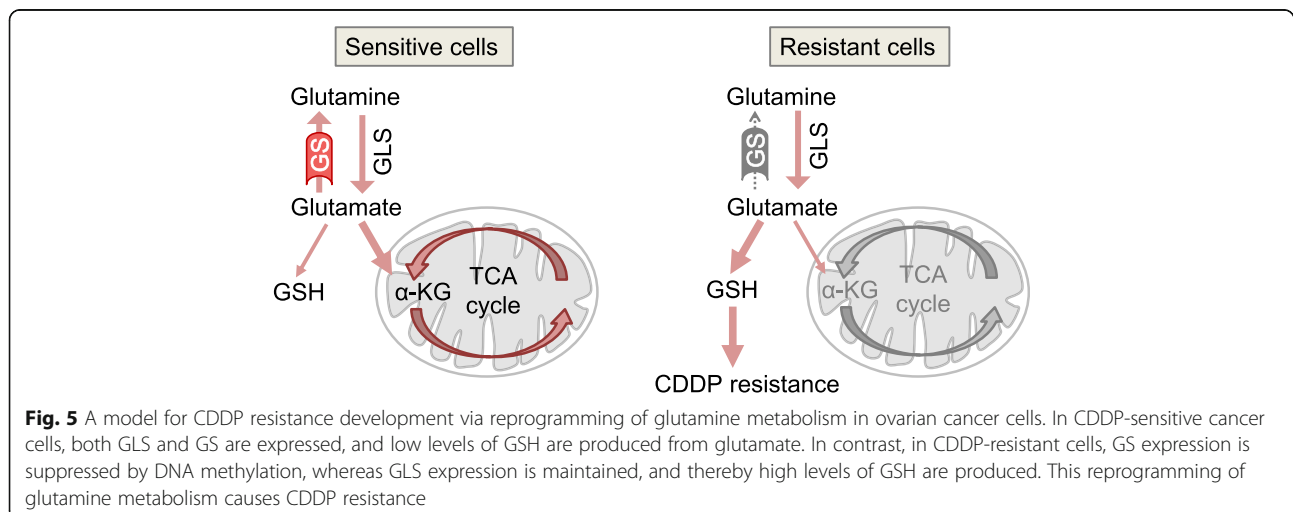 Sensitive cells
Glutamine
GS
GLS
Glutamate
GSH
α-KG
TCA
cycle
Resistant cells
Glutamine
GS
GLS
Glutamate
GSH
α-KG
TCA
cycle
CDDP resistance
Fig. 5 A model for CDDP resistance development via reprogramming of glutamine metabolism in ovarian cancer cells. In CDDP-sensitive cancer
cells, both GLS and GS are expressed, and low levels of GSH are produced from glutamate. In contrast, in CDDP-resistant cells, GS expression is
suppressed by DNA methylation, whereas GLS expression is maintained, and thereby high levels of GSH are produced. This reprogramming of
glutamine metabolism causes CDDP resistance